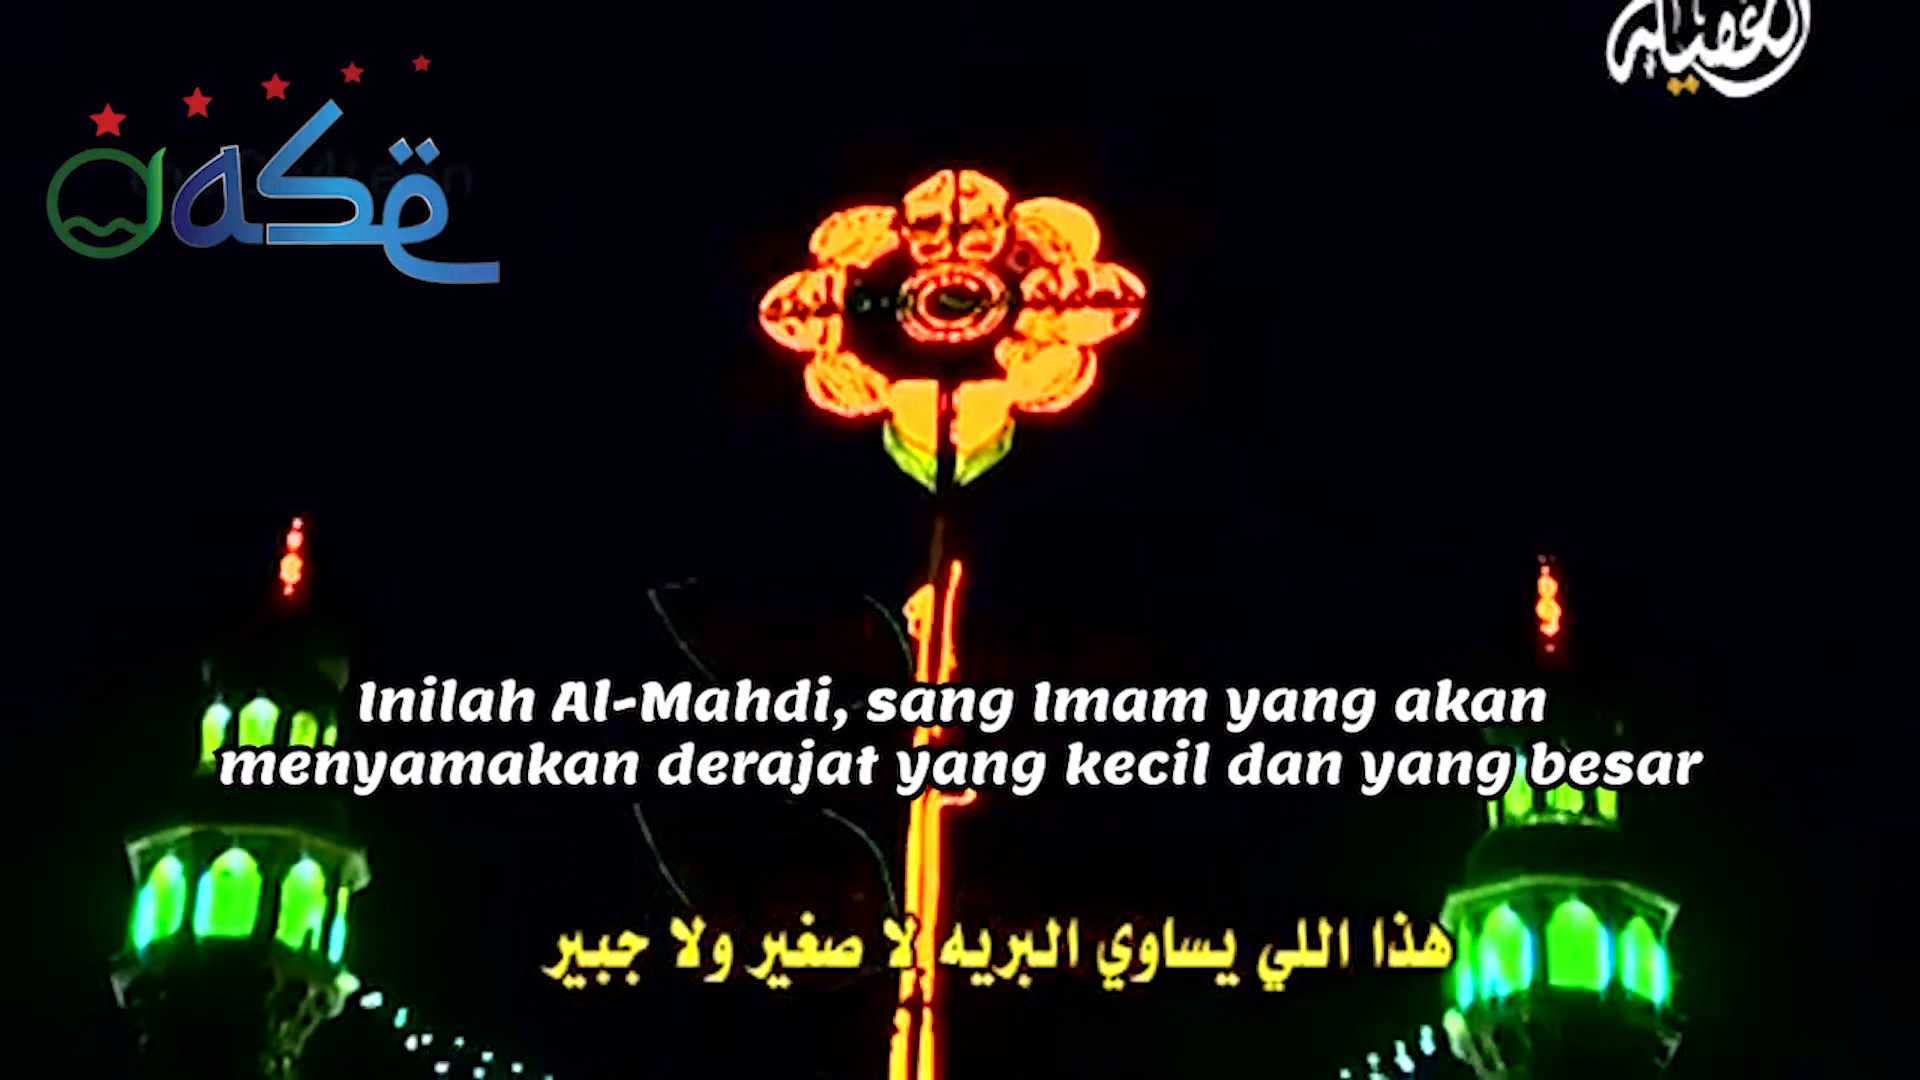 Inilah Al-Mahdi, sang Imam yang akan
menyamakan derajat yang kecil dan yang besar
هذا اللي يساوي البريه لا صغير ولا جبير